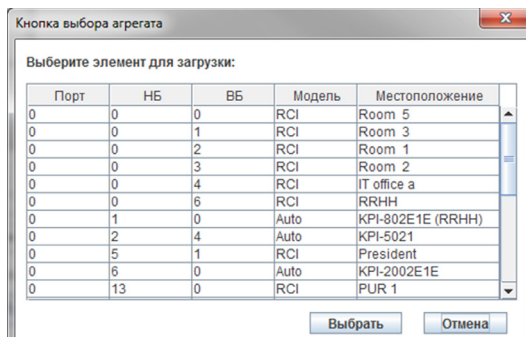 Кнопка выбора агрегата
Выберите элемент для загрузки:
Порт НБ ВБ Модель Местоположение
0 0 0 RCI Room 5
0 0 1 RCI Room 3
0 0 2 RCI Room 1
0 0 3 RCI Room 2
0 0 4 RCI IT office a
0 0 6 RCI RRHH
0 1 0 Auto KPI-802E1E (RRHH)
0 2 4 Auto KPI-5021
0 5 1 RCI President
0 6 0 Auto KPI-2002E1E
0 13 0 RCI PUR 1
Выбрать Отмена